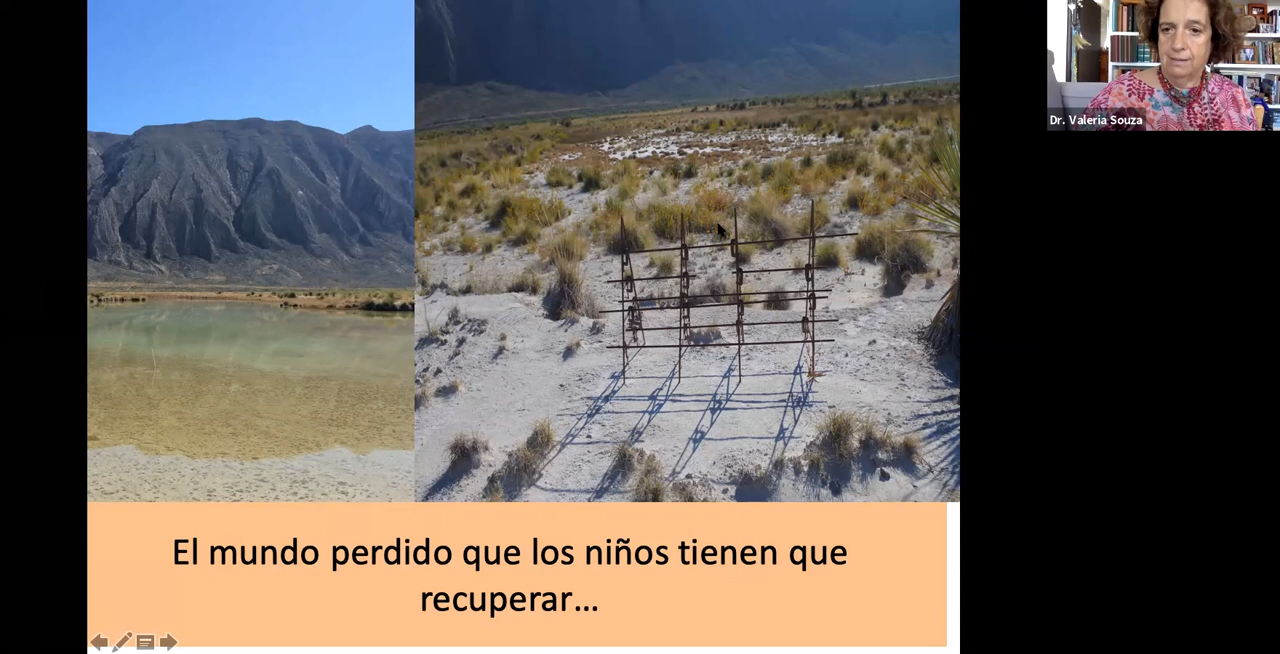 Dr. Valeria Souza
El mundo perdido que los niños tienen que
recuperar...